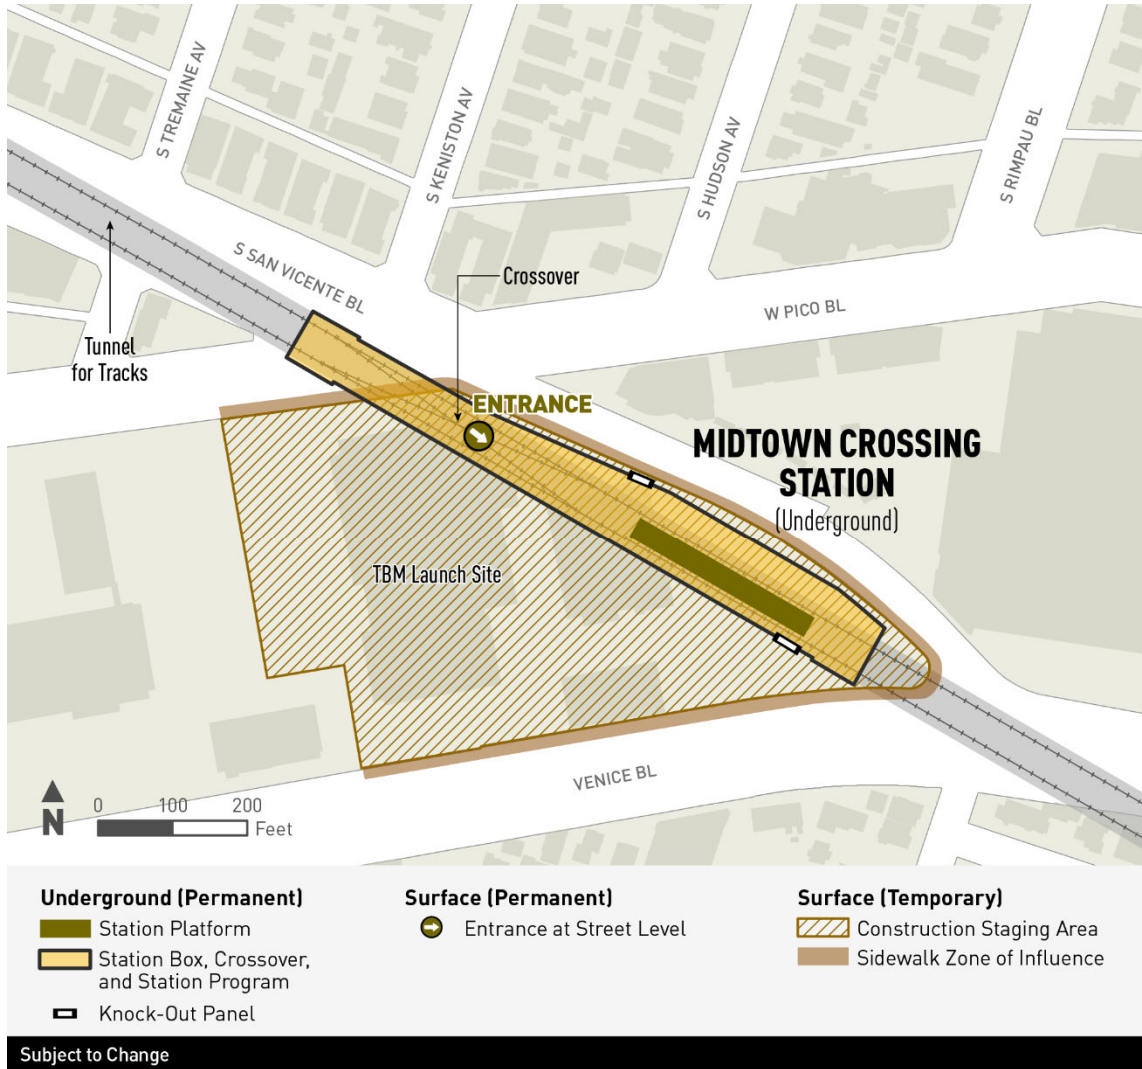 S TREMAINE AV
S KENISTON AV
S HUDSON AV
S RIMPAU BL
S SAN VICENTE BL
Crossover
W PICO BL
Tunnel
for Tracks
ENTRANCE
MIDTOWN CROSSING
STATION
(Underground)
TBM Launch Site
VENICE BL
N
0 100 200
Feet
Underground (Permanent)
Station Platform
Station Box, Crossover,
and Station Program
Knock-Out Panel
Surface (Permanent)
Entrance at Street Level
Surface (Temporary)
Construction Staging Area
Sidewalk Zone of Influence
Subject to Change